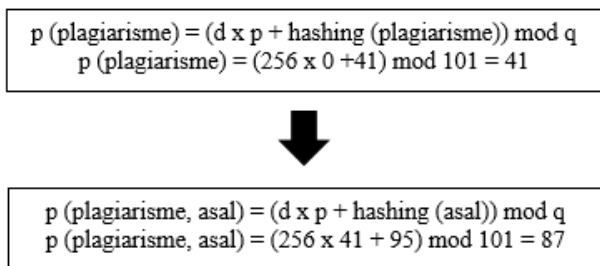 p (plagiarisme) = (d x p + hashing (plagiarisme)) mod q
p (plagiarisme) = (256 x 0 +41) mod 101 = 41
p (plagiarisme, asal) = (d x p + hashing (asal)) mod q
p (plagiarisme, asal) = (256 x 41 + 95) mod 101 = 87